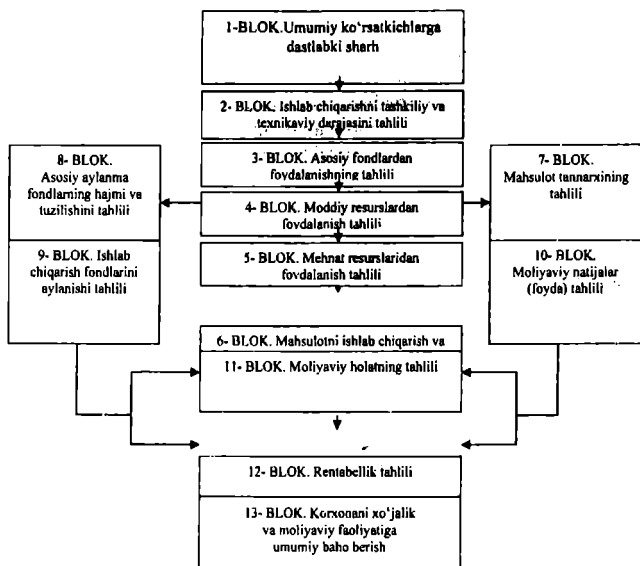 1-BLOK.Umumiy ko‘rsatkichlarga
dastlabki sharh
2- BLOK. Ishlab chiqarishni tashkiliy va
texnikaviy darajasini tahlili
3- BLOK. Asosiy fondlardan
foydalanishning tahlili
4- BLOK. Moddiy resurslardan
foydalanish tahlili
5- BLOK. Mehnat resurslaridan
foydalanish tahlili
8- BLOK.
Asosiy aylanma
fondlarning hajmi va
tuzilishini tahlili
9- BLOK. Ishlab
chiqarish fondlarini
aylanishi tahlili
7- BLOK.
Mahsulot tannarxining
tahlili
10- BLOK.
Moliyaviy natijalar
(foyda) tahlili
6- BLOK. Mahsulotni ishlab chiqarish va
11- BLOK. Moliyaviy holatning tahlili
12- BLOK. Rentabellik tahlili
13- BLOK. Korxonani xo‘jalik
va moliyaviy faoliyatiga
umumiy baho berish